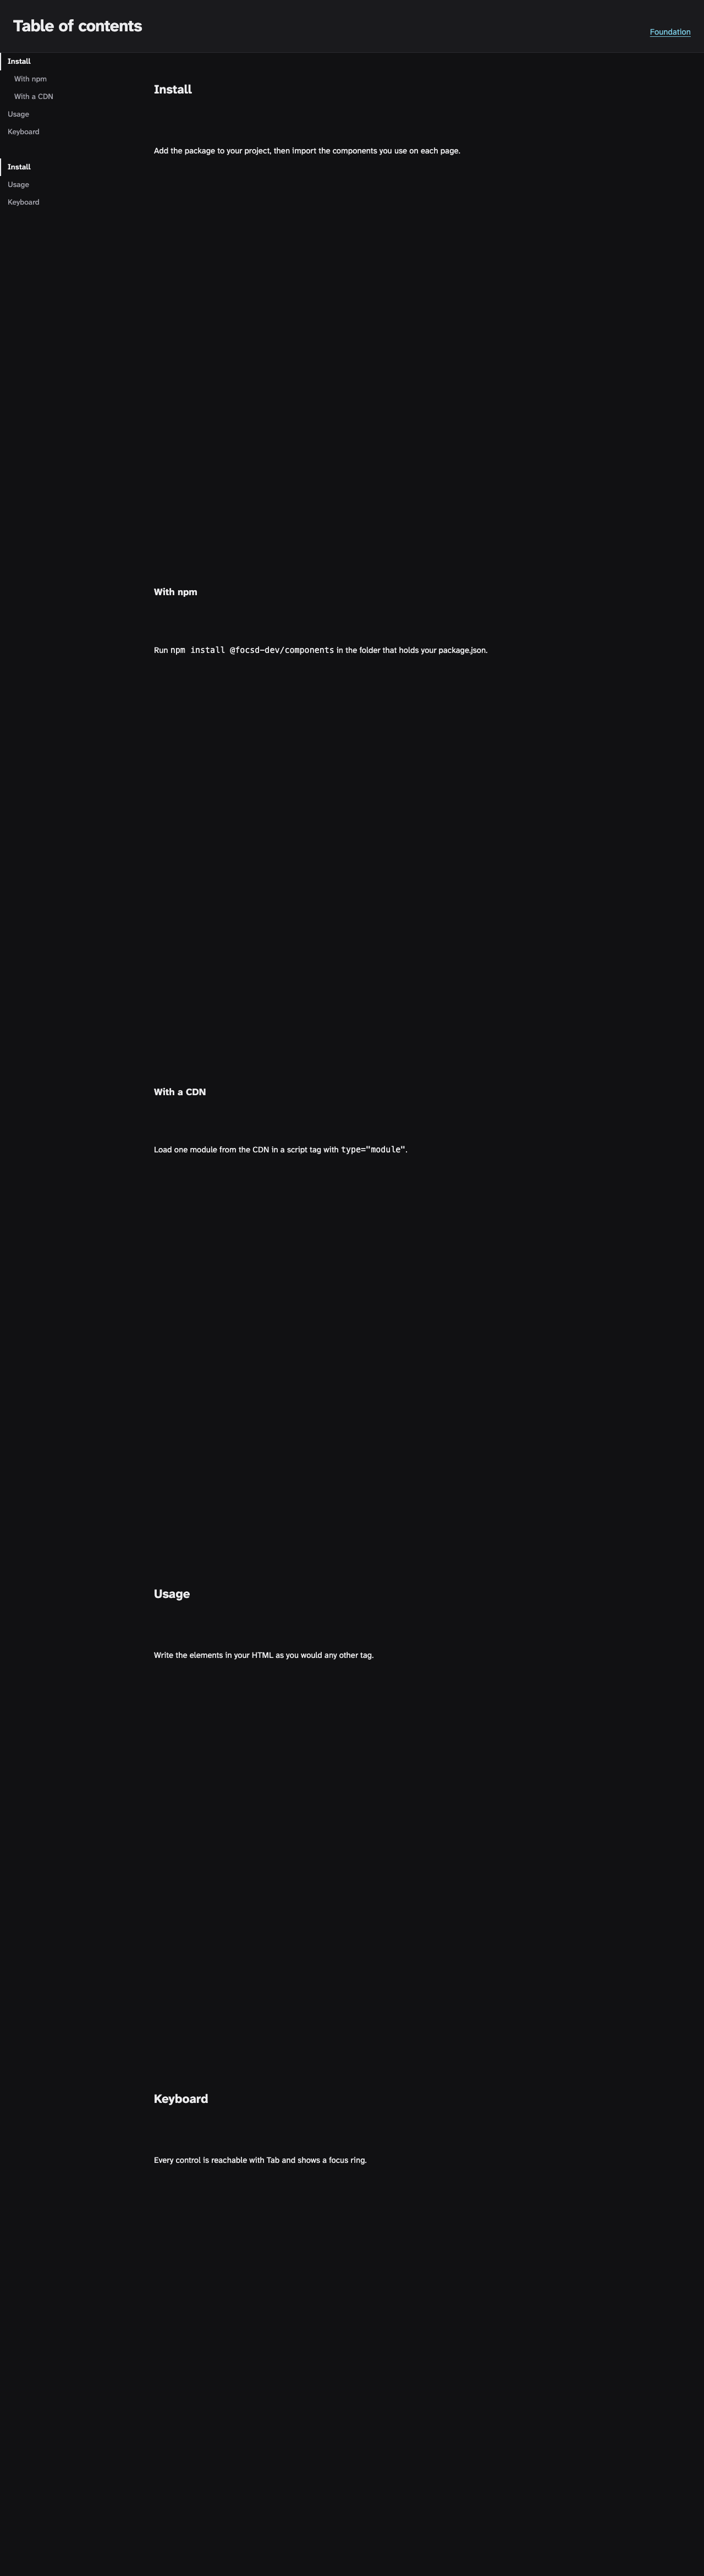 Table of contents
Foundation
Install
With npm
With a CDN
Usage
Keyboard
Install
Usage
Keyboard
Install
Add the package to your project, then import the components you use on each page.
With npm
Run npm install @focsd-dev/components in the folder that holds your package.json.
With a CDN
Load one module from the CDN in a script tag with type="module".
Usage
Write the elements in your HTML as you would any other tag.
Keyboard
Every control is reachable with Tab and shows a focus ring.